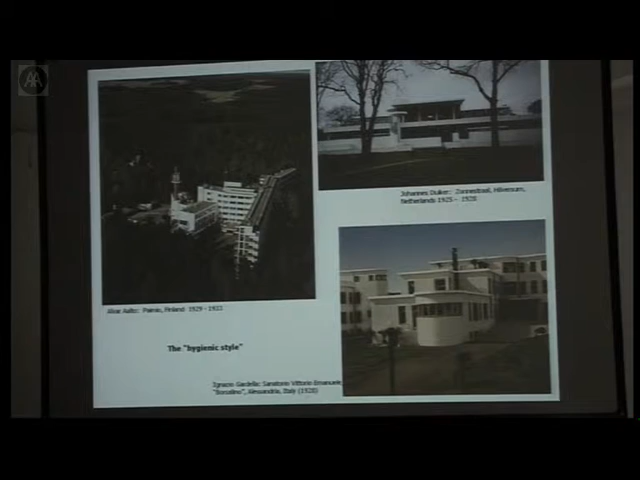 AA
Johannes Duiker: Zonnestraal, Hilversum,
Netherlands 1925 - 1928
Alvar Aalto: Paimio, Finland 1929 - 1933
The "hygienic style"
Ignazio Gardella: Sanatorio Vittorio Emanuele,
"Borsalino", Alessandria, Italy (1928)